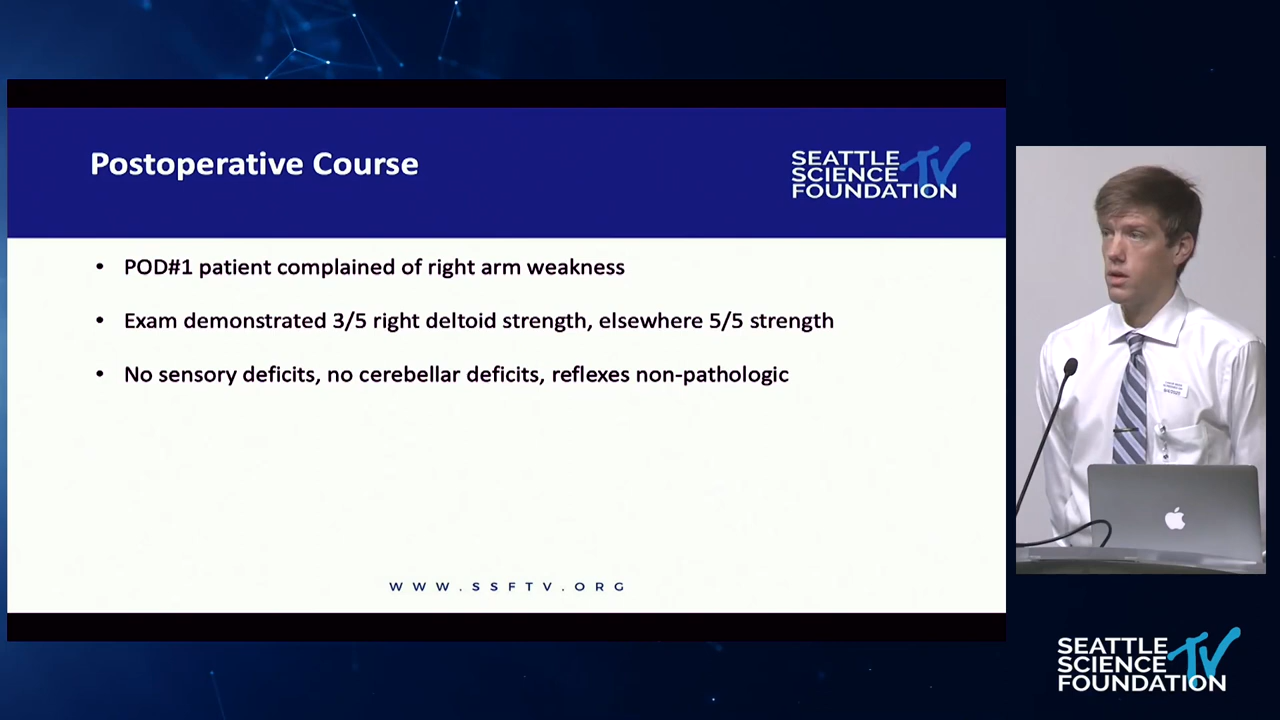 Postoperative Course
SEATTLE
SCIENCE TV
FOUNDATION
• POD#1 patient complained of right arm weakness
• Exam demonstrated 3/5 right deltoid strength, elsewhere 5/5 strength
• No sensory deficits, no cerebellar deficits, reflexes non-pathologic
WWW.SSFTV.ORG
SEATTLE
SCIENCE TV
FOUNDATION